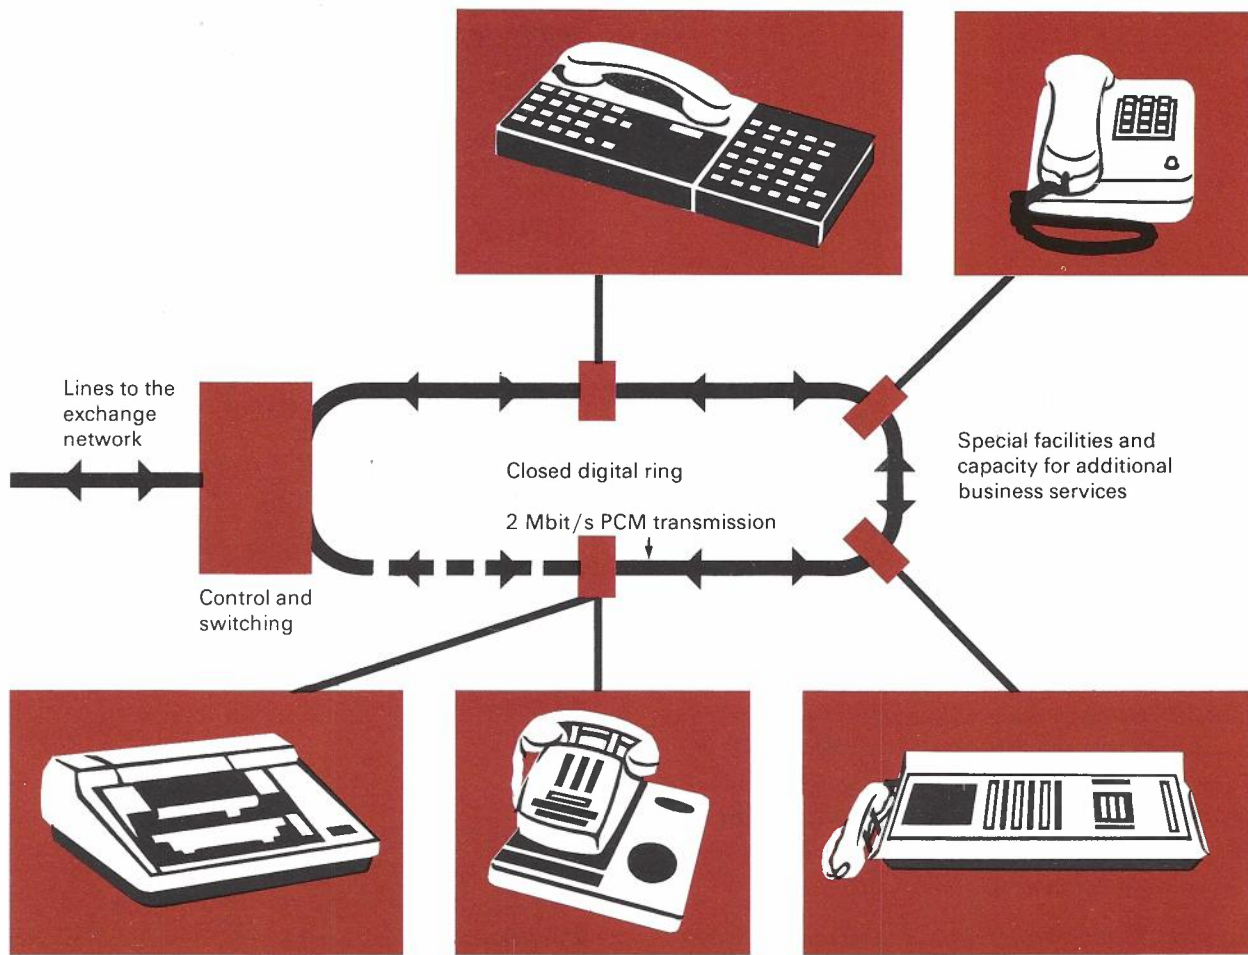 Lines to the
exchange
network
Closed digital ring
2 Mbit/s PCM transmission
Special facilities and
capacity for additional
business services
Control and
switching